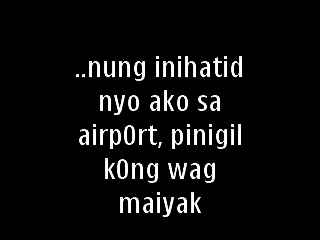 ..nung inihatid
nyo ako sa
airp0rt, pinigil
k0ng wag
maiyak